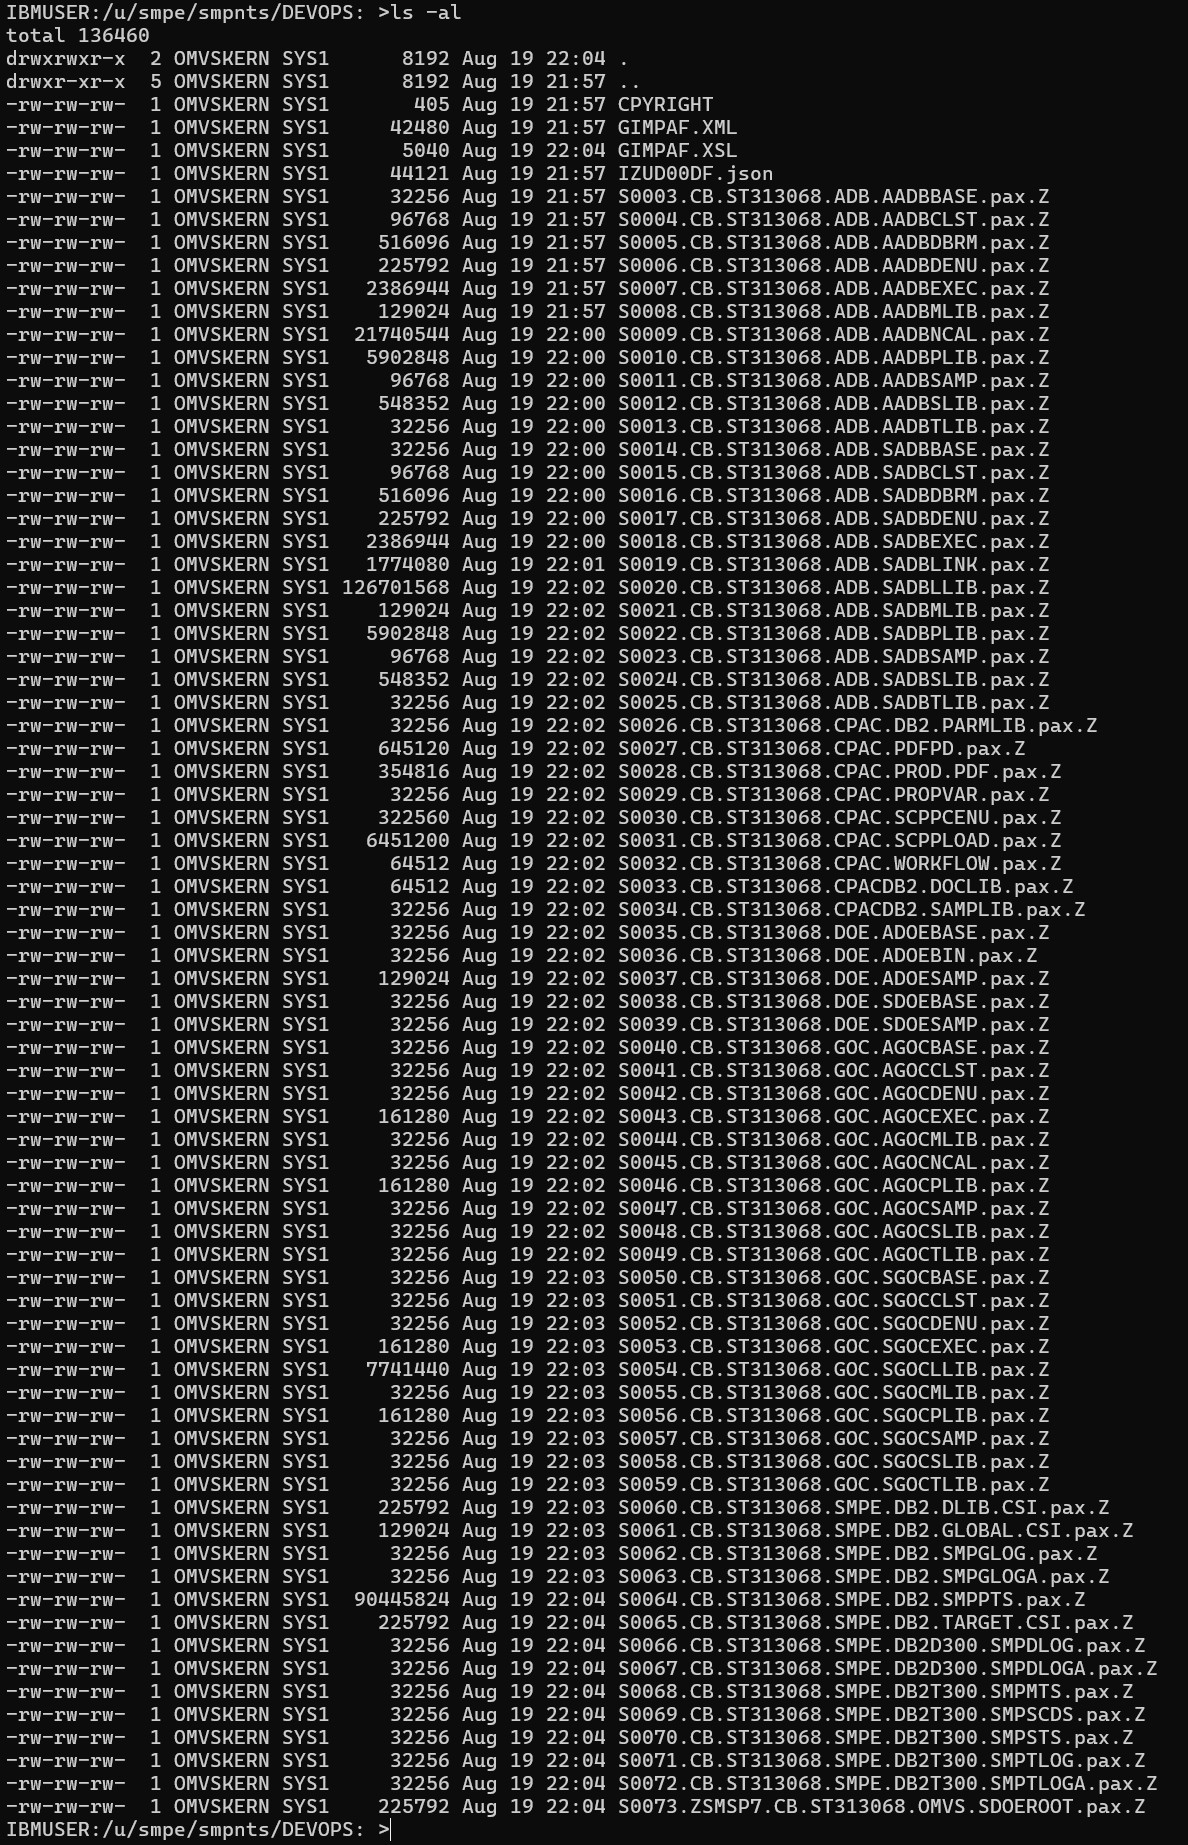 IBMUSER:/u/smpe/smpnts/DEVOPS: >ls -al
total 136460
drwxrwxr-x  2 OMVSKERN SYS1      8192 Aug 19 22:04 .
drwxr-xr-x  5 OMVSKERN SYS1      8192 Aug 19 21:57 ..
-rw-rw-rw-  1 OMVSKERN SYS1       405 Aug 19 21:57 CPYRIGHT
-rw-rw-rw-  1 OMVSKERN SYS1     42480 Aug 19 21:57 GIMPAF.XML
-rw-rw-rw-  1 OMVSKERN SYS1      5040 Aug 19 22:04 GIMPAF.XSL
-rw-rw-rw-  1 OMVSKERN SYS1     44121 Aug 19 21:57 IZUD00DF.json
-rw-rw-rw-  1 OMVSKERN SYS1     32256 Aug 19 21:57 S0003.CB.ST313068.ADB.AADBBASE.pax.Z
-rw-rw-rw-  1 OMVSKERN SYS1     96768 Aug 19 21:57 S0004.CB.ST313068.ADB.AADBCLST.pax.Z
-rw-rw-rw-  1 OMVSKERN SYS1    516096 Aug 19 21:57 S0005.CB.ST313068.ADB.AADBDBRM.pax.Z
-rw-rw-rw-  1 OMVSKERN SYS1    225792 Aug 19 21:57 S0006.CB.ST313068.ADB.AADBDENU.pax.Z
-rw-rw-rw-  1 OMVSKERN SYS1   2386944 Aug 19 21:57 S0007.CB.ST313068.ADB.AADBEXEC.pax.Z
-rw-rw-rw-  1 OMVSKERN SYS1    129024 Aug 19 21:57 S0008.CB.ST313068.ADB.AADBMLIB.pax.Z
-rw-rw-rw-  1 OMVSKERN SYS1  21740544 Aug 19 22:00 S0009.CB.ST313068.ADB.AADBNCAL.pax.Z
-rw-rw-rw-  1 OMVSKERN SYS1   5902848 Aug 19 22:00 S0010.CB.ST313068.ADB.AADBPLIB.pax.Z
-rw-rw-rw-  1 OMVSKERN SYS1     96768 Aug 19 22:00 S0011.CB.ST313068.ADB.AADBSAMP.pax.Z
-rw-rw-rw-  1 OMVSKERN SYS1    548352 Aug 19 22:00 S0012.CB.ST313068.ADB.AADBSLIB.pax.Z
-rw-rw-rw-  1 OMVSKERN SYS1     32256 Aug 19 22:00 S0013.CB.ST313068.ADB.AADBTLIB.pax.Z
-rw-rw-rw-  1 OMVSKERN SYS1     32256 Aug 19 22:00 S0014.CB.ST313068.ADB.SADBBASE.pax.Z
-rw-rw-rw-  1 OMVSKERN SYS1     96768 Aug 19 22:00 S0015.CB.ST313068.ADB.SADBCLST.pax.Z
-rw-rw-rw-  1 OMVSKERN SYS1    516096 Aug 19 22:00 S0016.CB.ST313068.ADB.SADBDBRM.pax.Z
-rw-rw-rw-  1 OMVSKERN SYS1    225792 Aug 19 22:00 S0017.CB.ST313068.ADB.SADBDENU.pax.Z
-rw-rw-rw-  1 OMVSKERN SYS1   2386944 Aug 19 22:00 S0018.CB.ST313068.ADB.SADBEXEC.pax.Z
-rw-rw-rw-  1 OMVSKERN SYS1   1774080 Aug 19 22:01 S0019.CB.ST313068.ADB.SADBLINK.pax.Z
-rw-rw-rw-  1 OMVSKERN SYS1 126701568 Aug 19 22:02 S0020.CB.ST313068.ADB.SADBLLIB.pax.Z
-rw-rw-rw-  1 OMVSKERN SYS1    129024 Aug 19 22:02 S0021.CB.ST313068.ADB.SADBMLIB.pax.Z
-rw-rw-rw-  1 OMVSKERN SYS1   5902848 Aug 19 22:02 S0022.CB.ST313068.ADB.SADBPLIB.pax.Z
-rw-rw-rw-  1 OMVSKERN SYS1     96768 Aug 19 22:02 S0023.CB.ST313068.ADB.SADBSAMP.pax.Z
-rw-rw-rw-  1 OMVSKERN SYS1    548352 Aug 19 22:02 S0024.CB.ST313068.ADB.SADBSLIB.pax.Z
-rw-rw-rw-  1 OMVSKERN SYS1     32256 Aug 19 22:02 S0025.CB.ST313068.ADB.SADBTLIB.pax.Z
-rw-rw-rw-  1 OMVSKERN SYS1     32256 Aug 19 22:02 S0026.CB.ST313068.CPAC.DB2.PARMLIB.pax.Z
-rw-rw-rw-  1 OMVSKERN SYS1    645120 Aug 19 22:02 S0027.CB.ST313068.CPAC.PDFPD.pax.Z
-rw-rw-rw-  1 OMVSKERN SYS1    354816 Aug 19 22:02 S0028.CB.ST313068.CPAC.PROD.PDF.pax.Z
-rw-rw-rw-  1 OMVSKERN SYS1     32256 Aug 19 22:02 S0029.CB.ST313068.CPAC.PROPVAR.pax.Z
-rw-rw-rw-  1 OMVSKERN SYS1    322560 Aug 19 22:02 S0030.CB.ST313068.CPAC.SCPPCENU.pax.Z
-rw-rw-rw-  1 OMVSKERN SYS1   6451200 Aug 19 22:02 S0031.CB.ST313068.CPAC.SCPPLOAD.pax.Z
-rw-rw-rw-  1 OMVSKERN SYS1     64512 Aug 19 22:02 S0032.CB.ST313068.CPAC.WORKFLOW.pax.Z
-rw-rw-rw-  1 OMVSKERN SYS1     64512 Aug 19 22:02 S0033.CB.ST313068.CPACDB2.DOCLIB.pax.Z
-rw-rw-rw-  1 OMVSKERN SYS1     32256 Aug 19 22:02 S0034.CB.ST313068.CPACDB2.SAMPLIB.pax.Z
-rw-rw-rw-  1 OMVSKERN SYS1     32256 Aug 19 22:02 S0035.CB.ST313068.DOE.ADOEBASE.pax.Z
-rw-rw-rw-  1 OMVSKERN SYS1     32256 Aug 19 22:02 S0036.CB.ST313068.DOE.ADOEBIN.pax.Z
-rw-rw-rw-  1 OMVSKERN SYS1    129024 Aug 19 22:02 S0037.CB.ST313068.DOE.ADOESAMP.pax.Z
-rw-rw-rw-  1 OMVSKERN SYS1     32256 Aug 19 22:02 S0038.CB.ST313068.DOE.SDOEBASE.pax.Z
-rw-rw-rw-  1 OMVSKERN SYS1     32256 Aug 19 22:02 S0039.CB.ST313068.DOE.SDOESAMP.pax.Z
-rw-rw-rw-  1 OMVSKERN SYS1     32256 Aug 19 22:02 S0040.CB.ST313068.GOC.AGOCBASE.pax.Z
-rw-rw-rw-  1 OMVSKERN SYS1     32256 Aug 19 22:02 S0041.CB.ST313068.GOC.AGOCCLST.pax.Z
-rw-rw-rw-  1 OMVSKERN SYS1     32256 Aug 19 22:02 S0042.CB.ST313068.GOC.AGOCDENU.pax.Z
-rw-rw-rw-  1 OMVSKERN SYS1    161280 Aug 19 22:02 S0043.CB.ST313068.GOC.AGOCEXEC.pax.Z
-rw-rw-rw-  1 OMVSKERN SYS1     32256 Aug 19 22:02 S0044.CB.ST313068.GOC.AGOCMLIB.pax.Z
-rw-rw-rw-  1 OMVSKERN SYS1     32256 Aug 19 22:02 S0045.CB.ST313068.GOC.AGOCNCAL.pax.Z
-rw-rw-rw-  1 OMVSKERN SYS1    161280 Aug 19 22:02 S0046.CB.ST313068.GOC.AGOCPLIB.pax.Z
-rw-rw-rw-  1 OMVSKERN SYS1     32256 Aug 19 22:02 S0047.CB.ST313068.GOC.AGOCSAMP.pax.Z
-rw-rw-rw-  1 OMVSKERN SYS1     32256 Aug 19 22:02 S0048.CB.ST313068.GOC.AGOCSLIB.pax.Z
-rw-rw-rw-  1 OMVSKERN SYS1     32256 Aug 19 22:02 S0049.CB.ST313068.GOC.AGOCTLIB.pax.Z
-rw-rw-rw-  1 OMVSKERN SYS1     32256 Aug 19 22:03 S0050.CB.ST313068.GOC.SGOCBASE.pax.Z
-rw-rw-rw-  1 OMVSKERN SYS1     32256 Aug 19 22:03 S0051.CB.ST313068.GOC.SGOCCLST.pax.Z
-rw-rw-rw-  1 OMVSKERN SYS1     32256 Aug 19 22:03 S0052.CB.ST313068.GOC.SGOCDENU.pax.Z
-rw-rw-rw-  1 OMVSKERN SYS1    161280 Aug 19 22:03 S0053.CB.ST313068.GOC.SGOCEXEC.pax.Z
-rw-rw-rw-  1 OMVSKERN SYS1   7741440 Aug 19 22:03 S0054.CB.ST313068.GOC.SGOCLLIB.pax.Z
-rw-rw-rw-  1 OMVSKERN SYS1     32256 Aug 19 22:03 S0055.CB.ST313068.GOC.SGOCMLIB.pax.Z
-rw-rw-rw-  1 OMVSKERN SYS1    161280 Aug 19 22:03 S0056.CB.ST313068.GOC.SGOCPLIB.pax.Z
-rw-rw-rw-  1 OMVSKERN SYS1     32256 Aug 19 22:03 S0057.CB.ST313068.GOC.SGOCSAMP.pax.Z
-rw-rw-rw-  1 OMVSKERN SYS1     32256 Aug 19 22:03 S0058.CB.ST313068.GOC.SGOCSLIB.pax.Z
-rw-rw-rw-  1 OMVSKERN SYS1     32256 Aug 19 22:03 S0059.CB.ST313068.GOC.SGOCTLIB.pax.Z
-rw-rw-rw-  1 OMVSKERN SYS1    225792 Aug 19 22:03 S0060.CB.ST313068.SMPE.DB2.DLIB.CSI.pax.Z
-rw-rw-rw-  1 OMVSKERN SYS1    129024 Aug 19 22:03 S0061.CB.ST313068.SMPE.DB2.GLOBAL.CSI.pax.Z
-rw-rw-rw-  1 OMVSKERN SYS1     32256 Aug 19 22:03 S0062.CB.ST313068.SMPE.DB2.SMPGLOG.pax.Z
-rw-rw-rw-  1 OMVSKERN SYS1     32256 Aug 19 22:03 S0063.CB.ST313068.SMPE.DB2.SMPGLOGA.pax.Z
-rw-rw-rw-  1 OMVSKERN SYS1  90445824 Aug 19 22:04 S0064.CB.ST313068.SMPE.DB2.SMPPTS.pax.Z
-rw-rw-rw-  1 OMVSKERN SYS1    225792 Aug 19 22:04 S0065.CB.ST313068.SMPE.DB2.TARGET.CSI.pax.Z
-rw-rw-rw-  1 OMVSKERN SYS1     32256 Aug 19 22:04 S0066.CB.ST313068.SMPE.DB2D300.SMPDLOG.pax.Z
-rw-rw-rw-  1 OMVSKERN SYS1     32256 Aug 19 22:04 S0067.CB.ST313068.SMPE.DB2D300.SMPDLOGA.pax.Z
-rw-rw-rw-  1 OMVSKERN SYS1     32256 Aug 19 22:04 S0068.CB.ST313068.SMPE.DB2T300.SMPMTS.pax.Z
-rw-rw-rw-  1 OMVSKERN SYS1     32256 Aug 19 22:04 S0069.CB.ST313068.SMPE.DB2T300.SMPSCDS.pax.Z
-rw-rw-rw-  1 OMVSKERN SYS1     32256 Aug 19 22:04 S0070.CB.ST313068.SMPE.DB2T300.SMPSTS.pax.Z
-rw-rw-rw-  1 OMVSKERN SYS1     32256 Aug 19 22:04 S0071.CB.ST313068.SMPE.DB2T300.SMPTLOG.pax.Z
-rw-rw-rw-  1 OMVSKERN SYS1     32256 Aug 19 22:04 S0072.CB.ST313068.SMPE.DB2T300.SMPTLOGA.pax.Z
-rw-rw-rw-  1 OMVSKERN SYS1    225792 Aug 19 22:04 S0073.ZSMSP7.CB.ST313068.OMVS.SDOEROOT.pax.Z
IBMUSER:/u/smpe/smpnts/DEVOPS: >